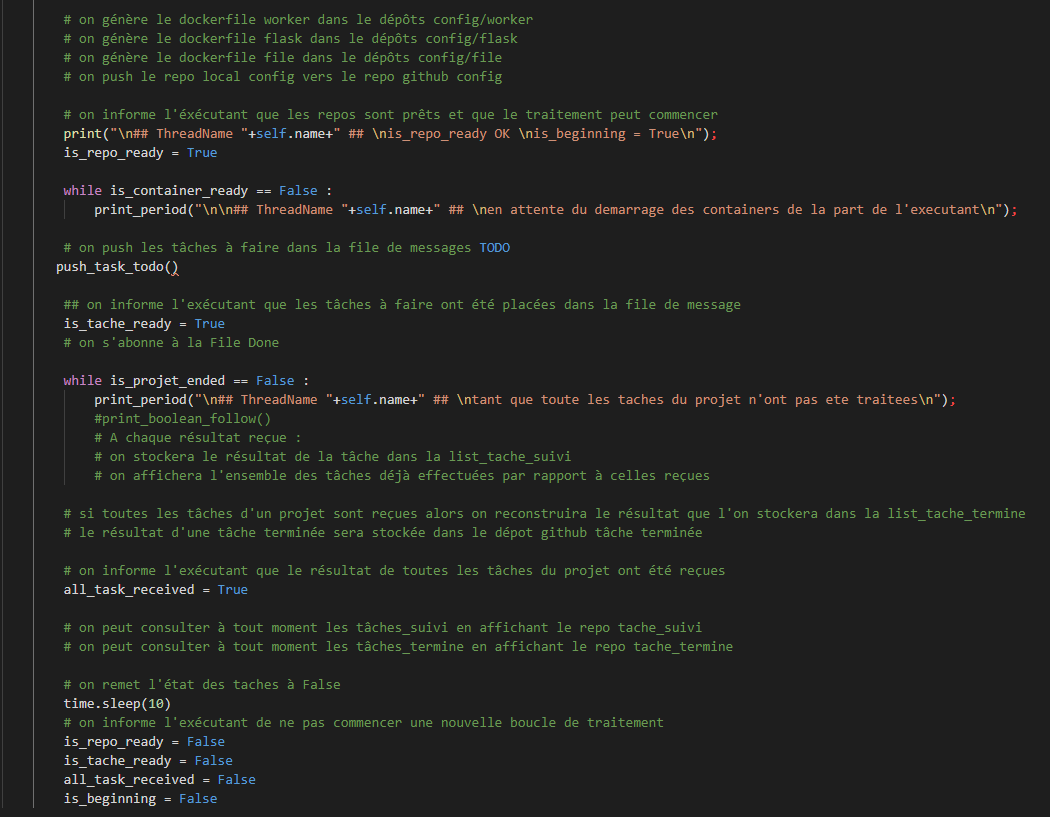 # on génère le dockerfile worker dans le dépôts config/worker
# on génère le dockerfile flask dans le dépôts config/flask
# on génère le dockerfile file dans le dépôts config/file
# on push le repo local config vers le repo github config
# on informe l'éxécutant que les repos sont prêts et que le traitement peut commencer
print("\n## ThreadName "+self.name+" ## \nis_repo_ready OK \nis_beginning = True\n");
is_repo_ready = True
while is_container_ready == False :
print_period("\n\n## ThreadName "+self.name+" ## \nen attente du demarrage des containers de la part de l'executant\n");
# on push les tâches à faire dans la file de messages TODO
push_task_todo()
## on informe l'exécutant que les tâches à faire ont été placées dans la file de message
is_tache_ready = True
# on s'abonne à la File Done
while is_projet_ended == False :
print_period("\n## ThreadName "+self.name+" ## \ntant que toute les taches du projet n'ont pas ete traitees\n");
#print_boolean_follow()
# A chaque résultat reçue :
# on stockera le résultat de la tâche dans la list_tache_suivi
# on affichera l'ensemble des tâches déjà effectuées par rapport à celles reçues
# si toutes les tâches d'un projet sont reçues alors on reconstruira le résultat que l'on stockera dans la list_tache_termine
# le résultat d'une tâche terminée sera stockée dans le dépot github tâche terminée
# on informe l'exécutant que le résultat de toutes les tâches du projet ont été reçues
all_task_received = True
# on peut consulter à tout moment les tâches_suivi en affichant le repo tache_suivi
# on peut consulter à tout moment les tâches_termine en affichant le repo tache_termine
# on remet l'état des taches à False
time.sleep(10)
# on informe l'exécutant de ne pas commencer une nouvelle boucle de traitement
is_repo_ready = False
is_tache_ready = False
all_task_received = False
is_beginning = False